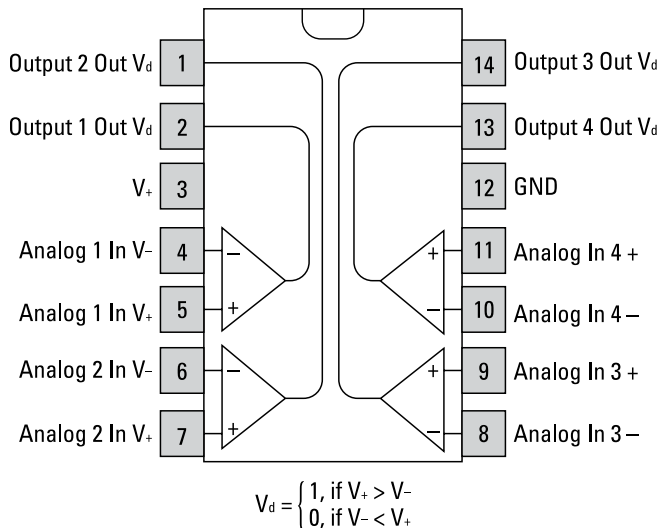 Output 2 Out Vd 1
Output 1 Out Vd 2
V+ 3
Analog 1 In V– 4
Analog 1 In V+ 5
Analog 2 In V– 6
Analog 2 In V+ 7
14 Output 3 Out Vd
13 Output 4 Out Vd
12 GND
11 Analog In 4 +
10 Analog In 4 –
9 Analog In 3 +
8 Analog In 3 –
–
+
–
+
+
–
+
–
Vd = { 1, if V+ > V–
0, if V– < V+